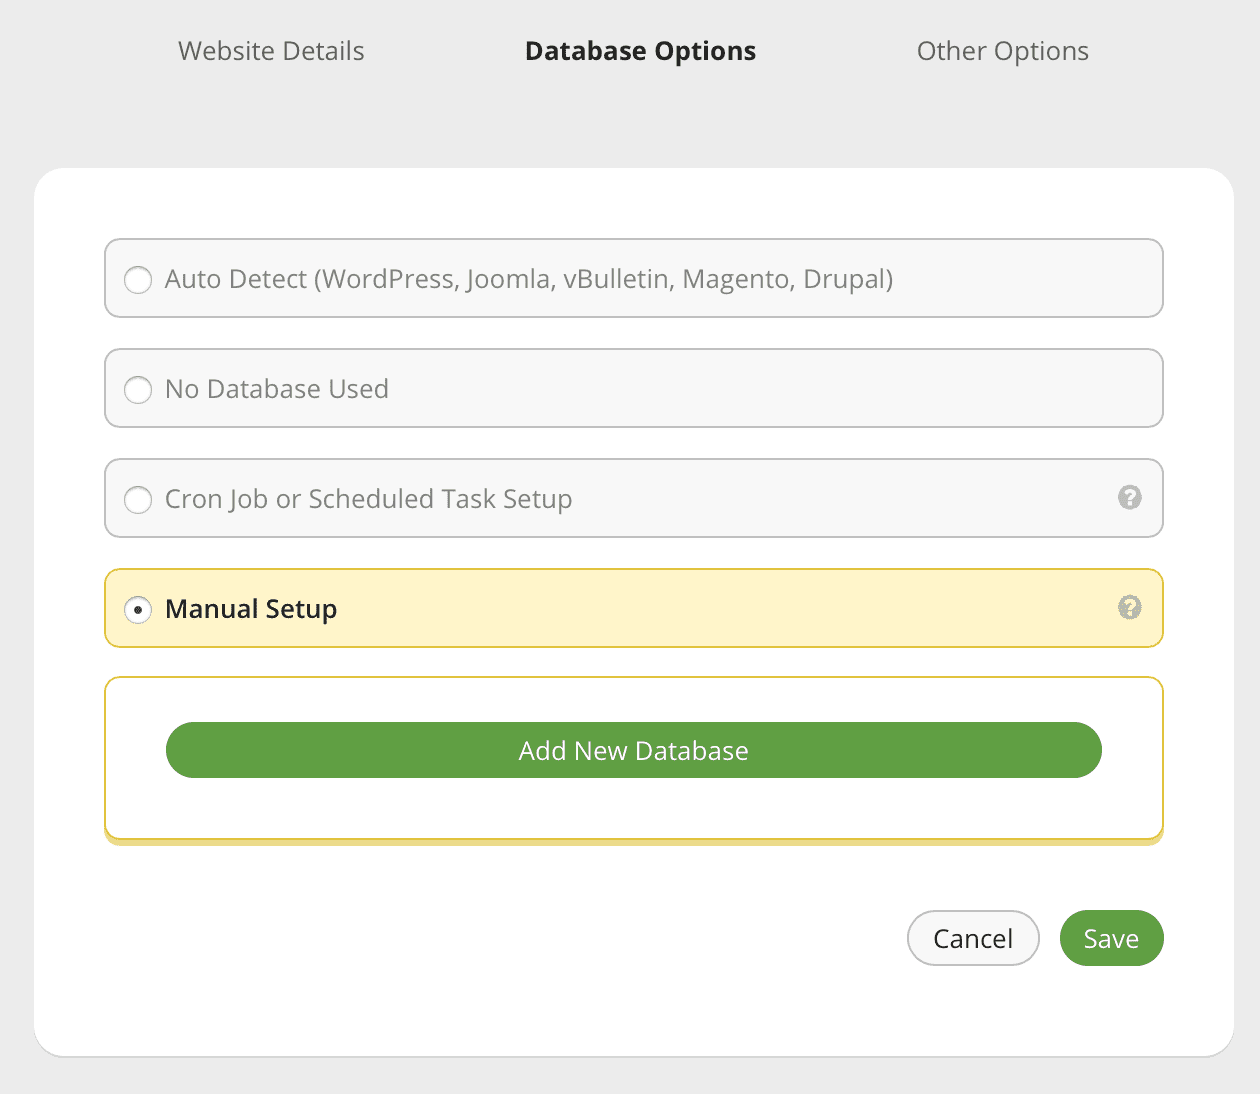 Website Details
Database Options
Other Options
Auto Detect (WordPress, Joomla, vBulletin, Magento, Drupal)
No Database Used
Cron Job or Scheduled Task Setup
?
Manual Setup
?
Add New Database
Cancel
Save